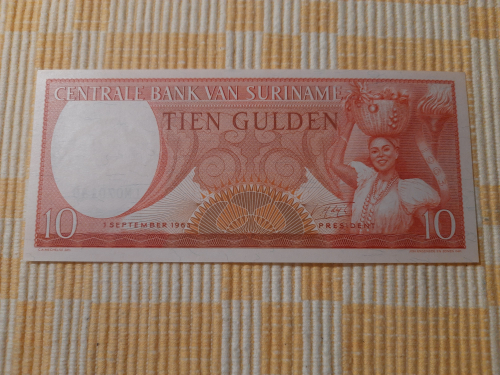 CENTRALE BANK VAN SURINAME
TIEN GULDEN
10
1 SEPTEMBER 1963
PRESIDENT
10